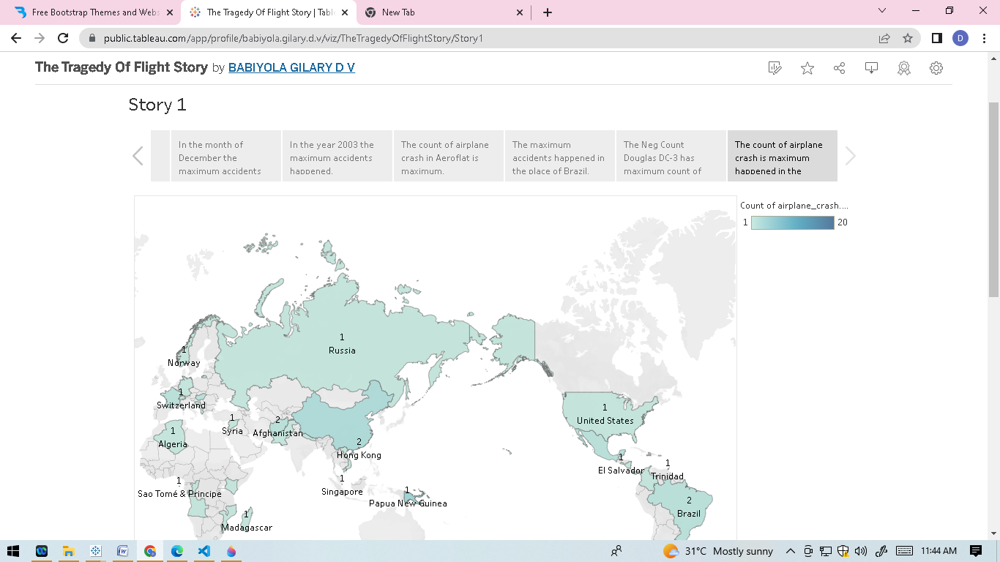 Free Bootstrap Themes and Webs
The Tragedy Of Flight Story | Tabl
New Tab
public.tableau.com/app/profile/babiyola.gilary.d.v/viz/TheTragedyOfFlightStory/Story1
D
The Tragedy Of Flight Story by BABIYOLA GILARY D V
Story 1
In the month of
December the
maximum accidents
In the year 2003 the
maximum accidents
happened.
The count of airplane
crash in Aeroflat is
maximum.
The maximum
accidents happened in
the place of Brazil.
The Neg Count
Douglas DC-3 has
maximum count of
The count of airplane
crash is maximum
happened in the
Count of airplane_crash....
1 20
1
Russia
1
Norway
1
Switzerland
1
Syria
2
Afghanistan
1
Algeria
2
Hong Kong
1
United States
1
El Salvador
1
Trinidad
1
Sao Tomé & Principe
1
Singapore
1
Papua New Guinea
2
Brazil
1
Madagascar
31°C Mostly sunny
11:44 AM